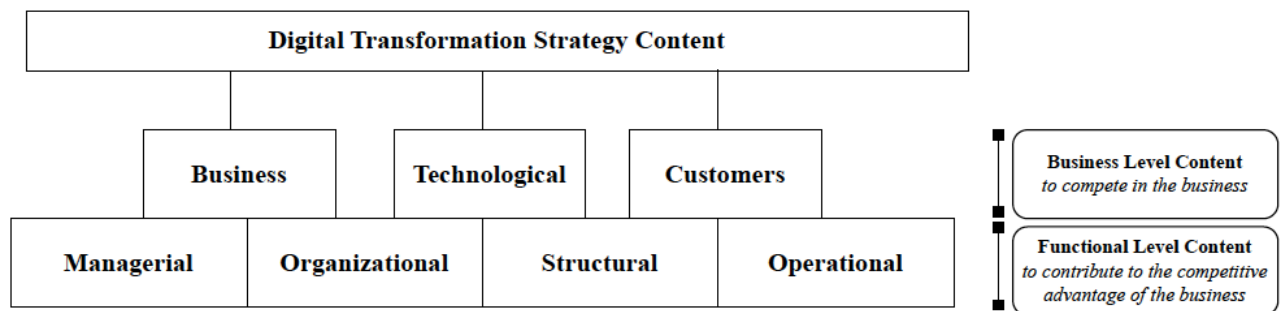 Digital Transformation Strategy Content
Business
Technological
Customers
Business Level Content
to compete in the business
Managerial
Organizational
Structural
Operational
Functional Level Content
to contribute to the competitive
advantage of the business